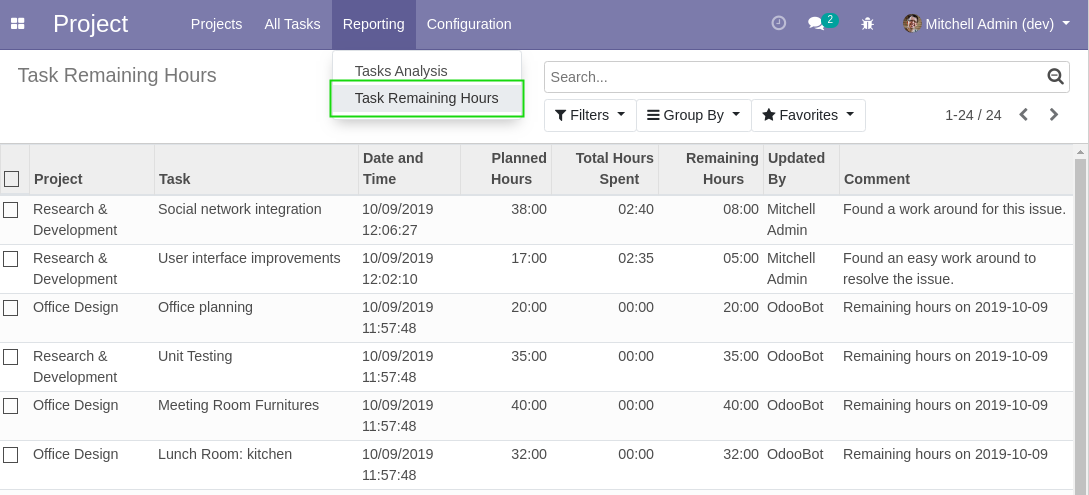 Project Projects All Tasks Reporting Configuration 2 Mitchell Admin (dev)
Task Remaining Hours
Tasks Analysis
Task Remaining Hours
Search...
Filters Group By Favorites 1-24 / 24
Project Task Date and Time Planned Hours Total Hours Spent Remaining Hours Updated By Comment
Research & Development Social network integration 10/09/2019 12:06:27 38:00 02:40 08:00 Mitchell Admin Found a work around for this issue.
Research & Development User interface improvements 10/09/2019 12:02:10 17:00 02:35 05:00 Mitchell Admin Found an easy work around to resolve the issue.
Office Design Office planning 10/09/2019 11:57:48 20:00 00:00 20:00 OdooBot Remaining hours on 2019-10-09
Research & Development Unit Testing 10/09/2019 11:57:48 35:00 00:00 35:00 OdooBot Remaining hours on 2019-10-09
Office Design Meeting Room Furnitures 10/09/2019 11:57:48 40:00 00:00 40:00 OdooBot Remaining hours on 2019-10-09
Office Design Lunch Room: kitchen 10/09/2019 11:57:48 32:00 00:00 32:00 OdooBot Remaining hours on 2019-10-09